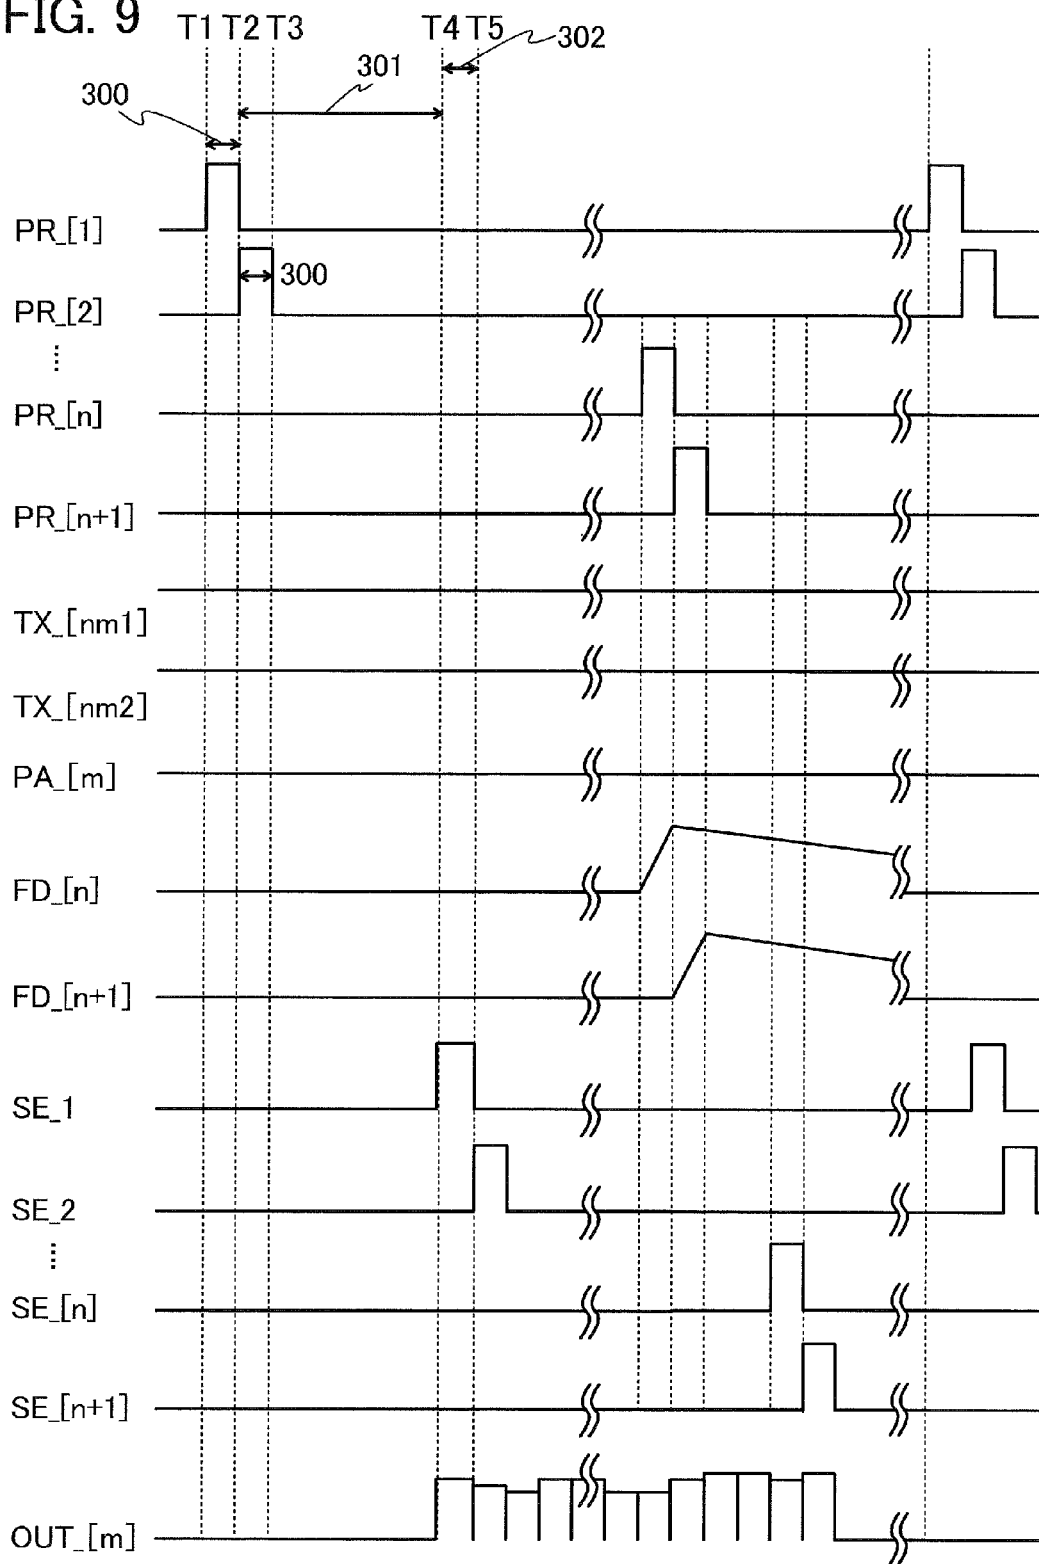 FIG. 9
T1 T2 T3 T4 T5
302
301
300
PR_[1]
300
PR_[2]
PR_[n]
PR_[n+1]
TX_[nm1]
TX_[nm2]
PA_[m]
FD_[n]
FD_[n+1]
SE_1
SE_2
SE_[n]
SE_[n+1]
OUT_[m]